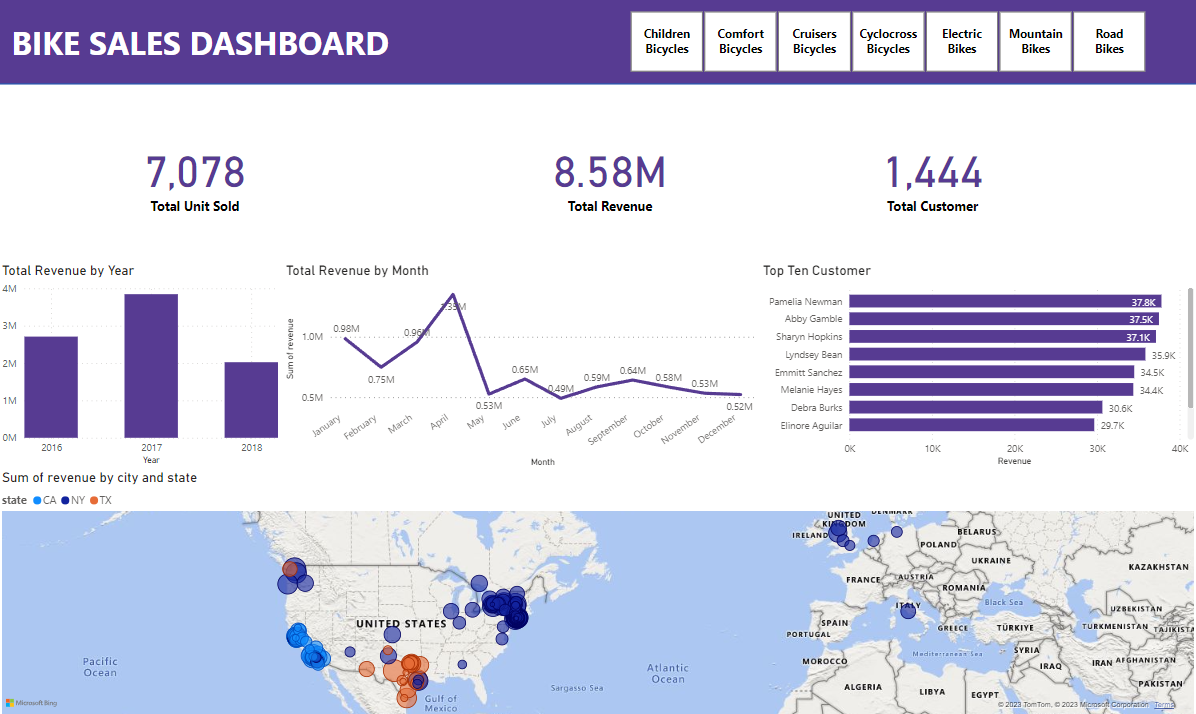 BIKE SALES DASHBOARD
Children
Bicycles
Comfort
Bicycles
Cruisers
Bicycles
Cyclocross
Bicycles
Electric
Bikes
Mountain
Bikes
Road
Bikes
7,078
Total Unit Sold
8.58M
Total Revenue
1,444
Total Customer
Total Revenue by Year
4M
3M
2M
1M
0M
2016
2017
2018
Year
Total Revenue by Month
Sum of revenue
1.0M
0.5M
0.98M
0.75M
0.96M
1.35M
0.53M
0.65M
0.49M
0.59M
0.64M
0.58M
0.53M
0.52M
January
February
March
April
May
June
July
August
September
October
November
December
Month
Top Ten Customer
Pamelia Newman 37.8K
Abby Gamble 37.5K
Sharyn Hopkins 37.1K
Lyndsey Bean 35.9K
Emmitt Sanchez 34.5K
Melanie Hayes 34.4K
Debra Burks 30.6K
Elinore Aguilar 29.7K
0K 10K 20K 30K 40K
Revenue
Sum of revenue by city and state
state CA NY TX
UNITED
KINGDOM
DENMARK
IRELAND
BELARUS
POLAND
UKRAINE
KAZAKHSTAN
FRANCE
AUSTRIA
ROMANIA
ITALY
Black Sea
UZBEKISTAN
UNITED STATES
SPAIN
PORTUGAL
GREECE
TÜRKIYE
TURKMENISTAN
TAJIKISTA
Mediterranean Sea
SYRIA
MOROCCO
IRAQ
IRAN
AFGHANISTAN
Pacific
Ocean
Atlantic
Ocean
Sargasso Sea
Gulf of
Mexico
ALGERIA
LIBYA
EGYPT
PAKISTAN
Microsoft Bing
© 2023 TomTom, © 2023 Microsoft Corporation Terms